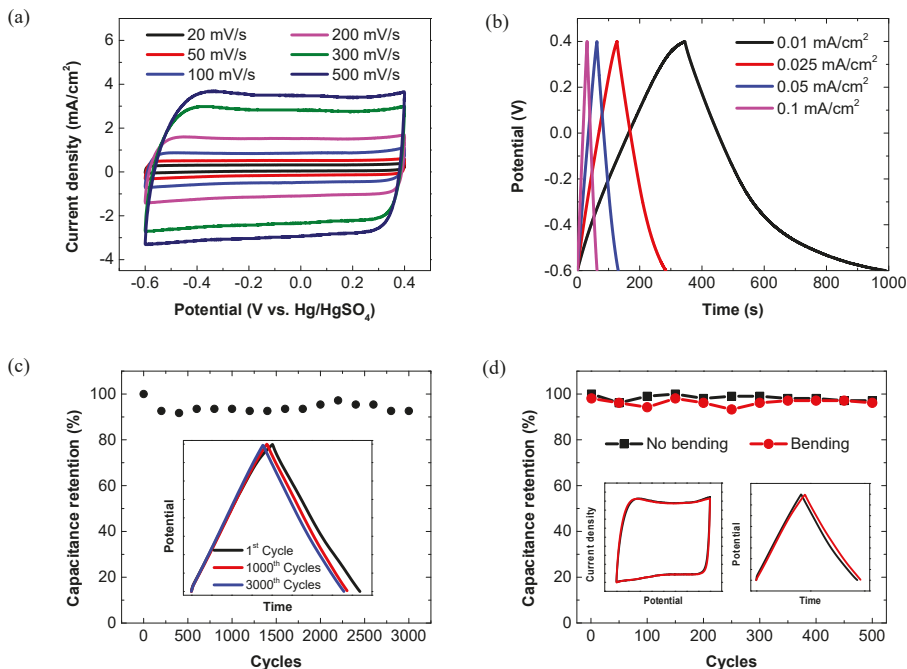 (a)
20 mV/s
50 mV/s
100 mV/s
200 mV/s
300 mV/s
500 mV/s
6
4
2
0
-2
-4
Current density (mA/cm²)
-0.6 -0.4 -0.2 0.0 0.2 0.4
Potential (V vs. Hg/HgSO₄)
(b)
0.01 mA/cm²
0.025 mA/cm²
0.05 mA/cm²
0.1 mA/cm²
0.4
0.0
-0.4
-0.6
Potential (V)
0 200 400 600 800 1000
Time (s)
(c)
100
80
60
40
20
0
Capacitance retention (%)
Potential
1st Cycle
1000th Cycles
3000th Cycles
Time
0 500 1000 1500 2000 2500 3000
Cycles
(d)
100
80
60
40
20
0
Capacitance retention (%)
No bending
Bending
Current density
Potential
Potential
Time
0 100 200 300 400 500
Cycles